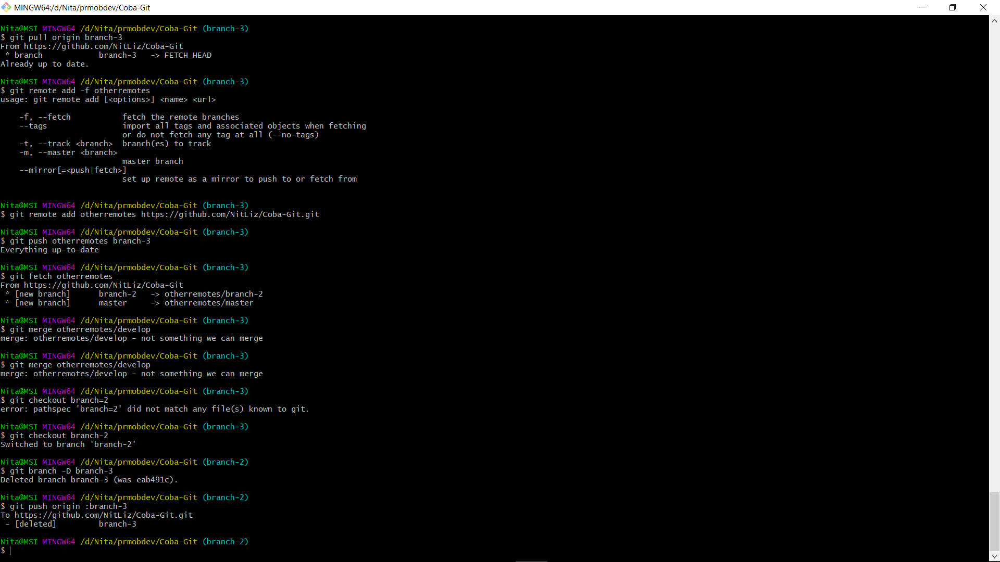 MINGW64:/d/Nita/prmobdev/Coba-Git
Nita@MSI MINGW64 /d/Nita/prmobdev/Coba-Git (branch-3)
$ git pull origin branch-3
From https://github.com/NitLiz/Coba-Git
 * branch            branch-3   -> FETCH_HEAD
Already up to date.
Nita@MSI MINGW64 /d/Nita/prmobdev/Coba-Git (branch-3)
$ git remote add -f otherremotes
usage: git remote add [<options>] <name> <url>
    -f, --fetch           fetch the remote branches
    --tags                import all tags and associated objects when fetching
                          or do not fetch any tag at all (--no-tags)
    -t, --track <branch>  branch(es) to track
    -m, --master <branch>
                          master branch
    --mirror[=<push|fetch>]
                          set up remote as a mirror to push to or fetch from
Nita@MSI MINGW64 /d/Nita/prmobdev/Coba-Git (branch-3)
$ git remote add otherremotes https://github.com/NitLiz/Coba-Git.git
Nita@MSI MINGW64 /d/Nita/prmobdev/Coba-Git (branch-3)
$ git push otherremotes branch-3
Everything up-to-date
Nita@MSI MINGW64 /d/Nita/prmobdev/Coba-Git (branch-3)
$ git fetch otherremotes
From https://github.com/NitLiz/Coba-Git
 * [new branch]      branch-2   -> otherremotes/branch-2
 * [new branch]      master     -> otherremotes/master
Nita@MSI MINGW64 /d/Nita/prmobdev/Coba-Git (branch-3)
$ git merge otherremotes/develop
merge: otherremotes/develop - not something we can merge
Nita@MSI MINGW64 /d/Nita/prmobdev/Coba-Git (branch-3)
$ git merge otherremotes/develop
merge: otherremotes/develop - not something we can merge
Nita@MSI MINGW64 /d/Nita/prmobdev/Coba-Git (branch-3)
$ git checkout branch=2
error: pathspec 'branch=2' did not match any file(s) known to git.
Nita@MSI MINGW64 /d/Nita/prmobdev/Coba-Git (branch-3)
$ git checkout branch-2
Switched to branch 'branch-2'
Nita@MSI MINGW64 /d/Nita/prmobdev/Coba-Git (branch-2)
$ git branch -D branch-3
Deleted branch branch-3 (was eab491c).
Nita@MSI MINGW64 /d/Nita/prmobdev/Coba-Git (branch-2)
$ git push origin :branch-3
To https://github.com/NitLiz/Coba-Git.git
 - [deleted]         branch-3
Nita@MSI MINGW64 /d/Nita/prmobdev/Coba-Git (branch-2)
$